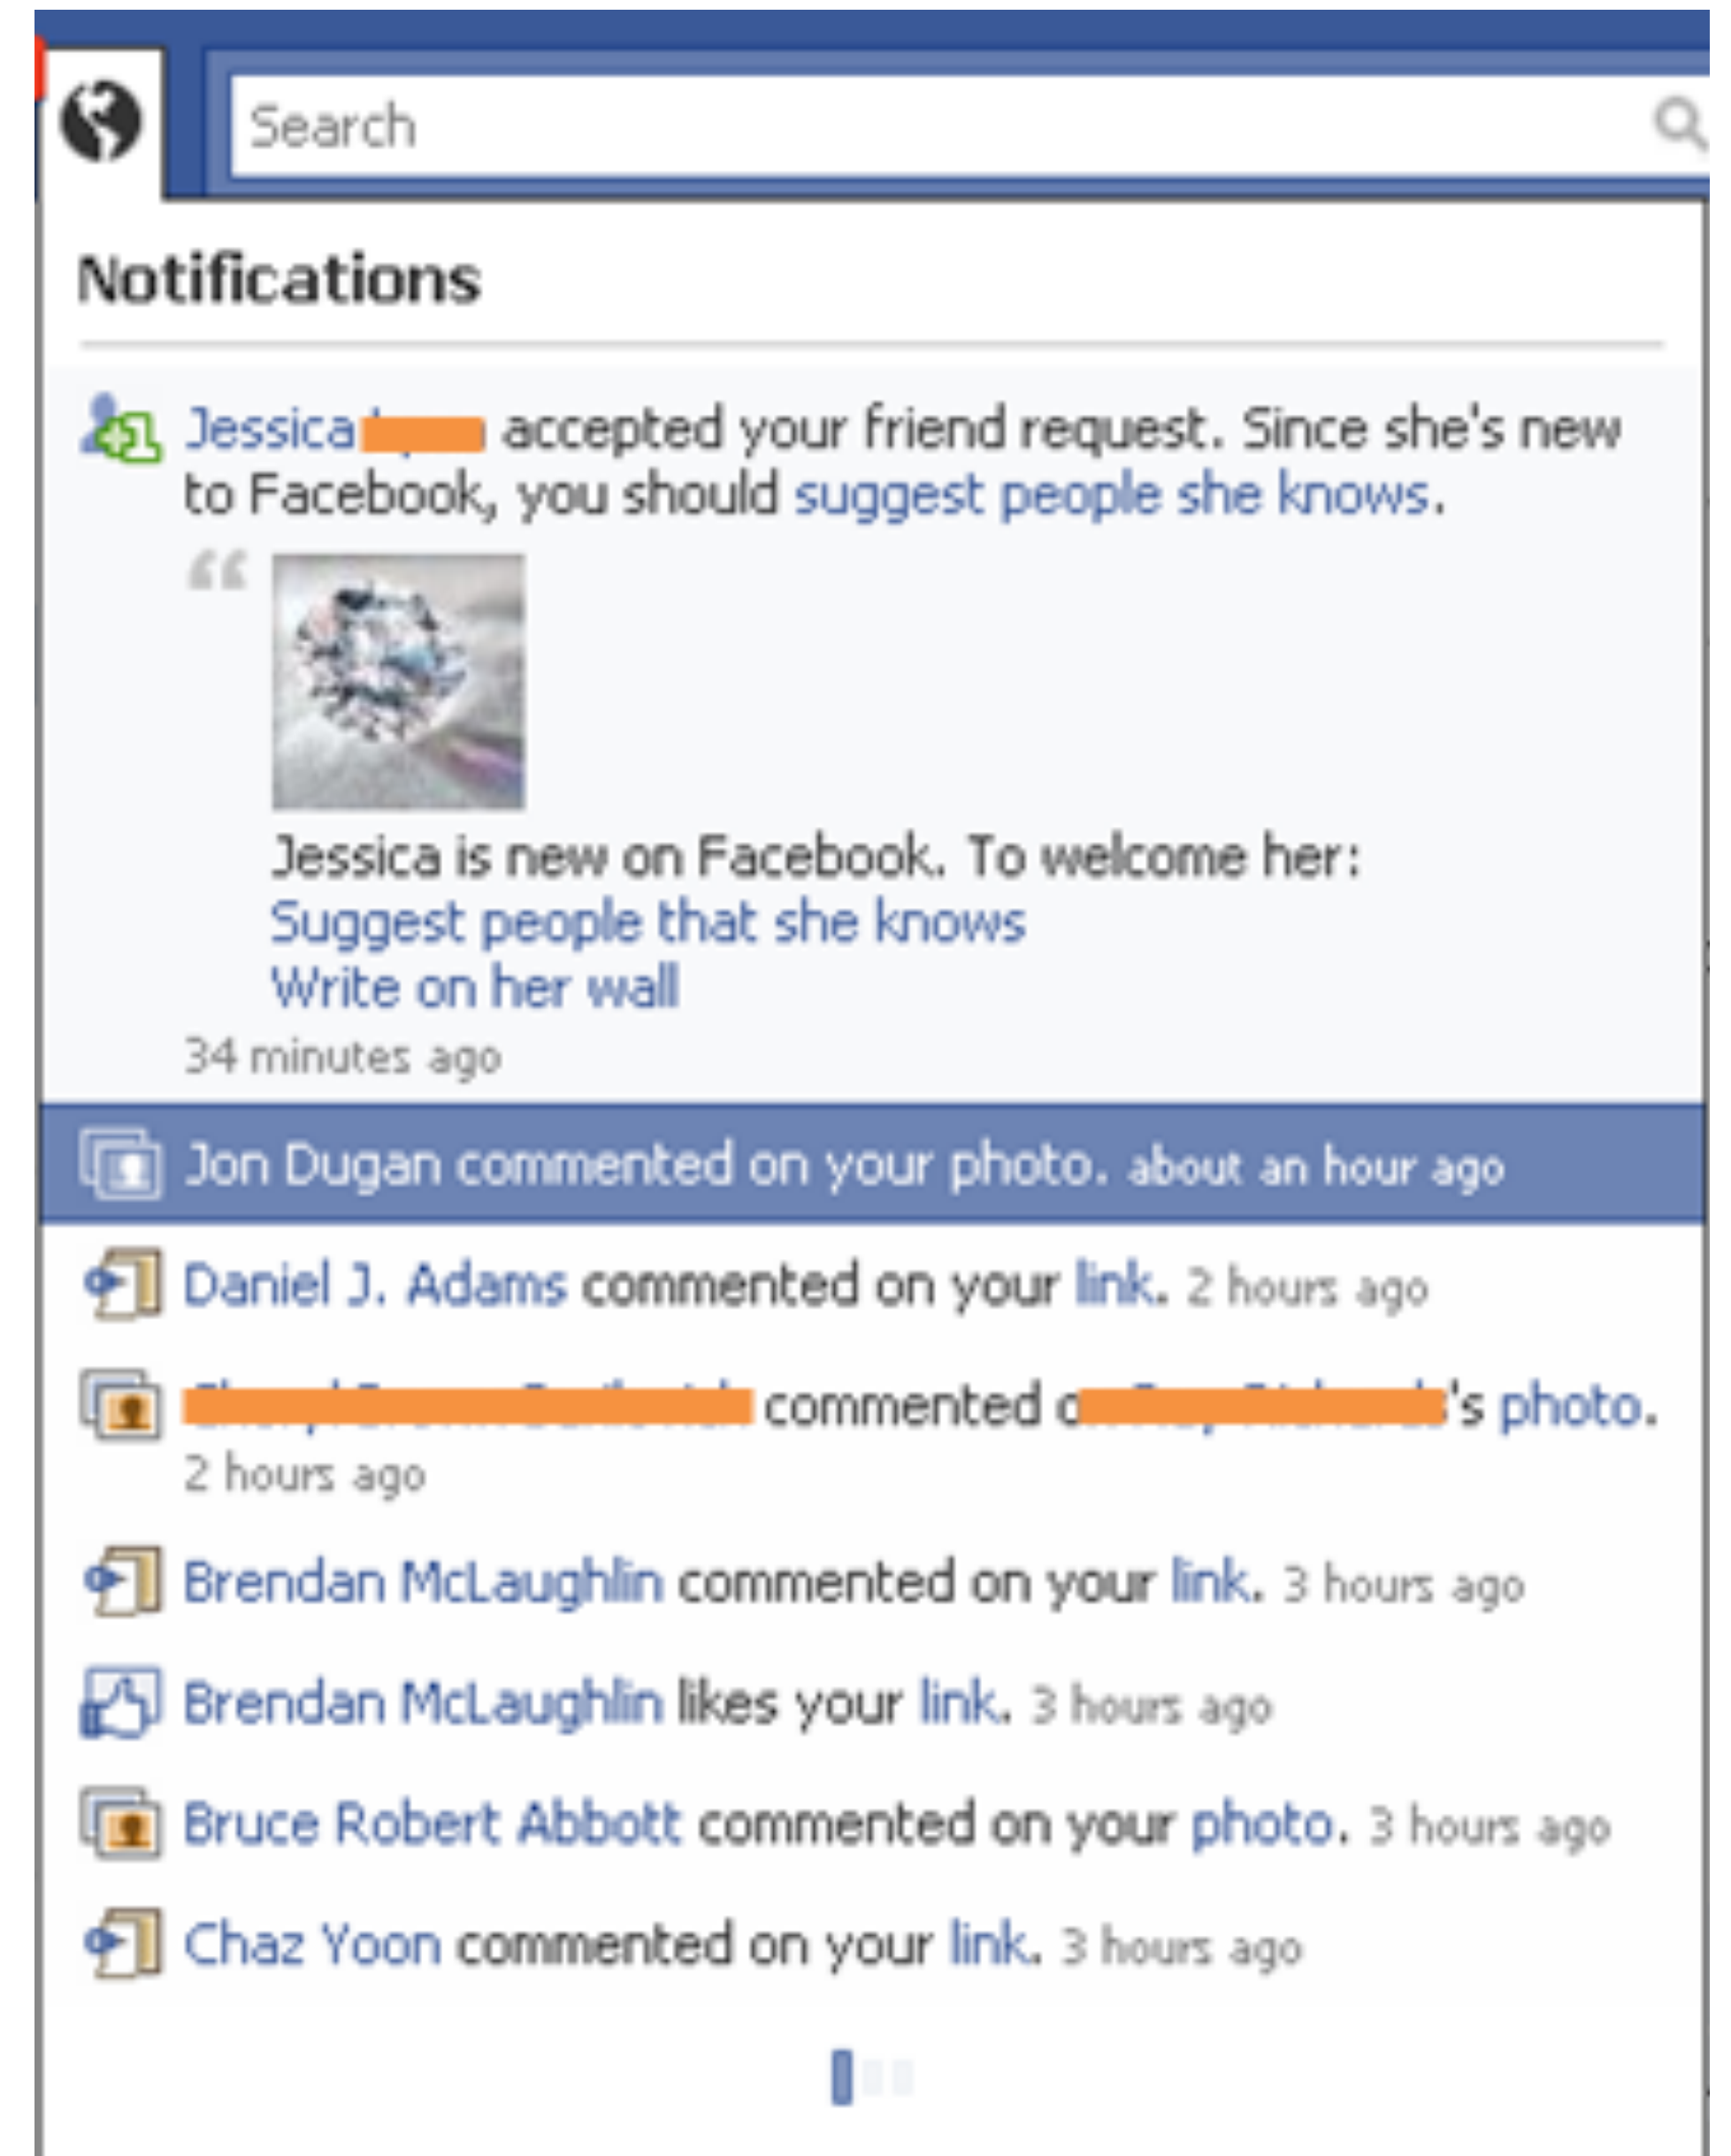 Search
Notifications
Jessica accepted your friend request. Since she's new
to Facebook, you should suggest people she knows.
“
Jessica is new on Facebook. To welcome her:
Suggest people that she knows
Write on her wall
34 minutes ago
Jon Dugan commented on your photo. about an hour ago
Daniel J. Adams commented on your link. 2 hours ago
commented 's photo.
2 hours ago
Brendan McLaughlin commented on your link. 3 hours ago
Brendan McLaughlin likes your link. 3 hours ago
Bruce Robert Abbott commented on your photo. 3 hours ago
Chaz Yoon commented on your link. 3 hours ago